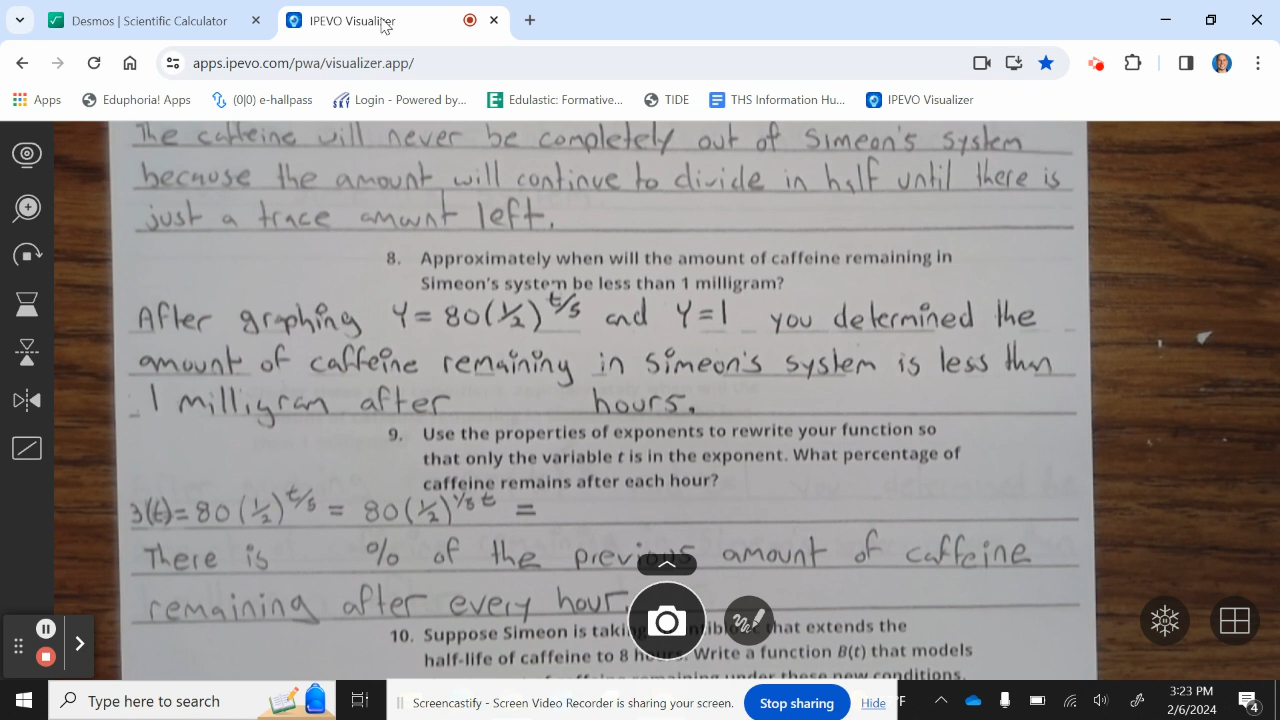 Desmos | Scientific Calculator
IPEVO Visualizer
apps.ipevo.com/pwa/visualizer.app/
Apps
Eduphoria! Apps
(0|0) e-hallpass
Login - Powered by...
Edulastic: Formative...
TIDE
THS Information Hu...
IPEVO Visualizer
The caffeine will never be completely out of Simeon's system
because the amount will continue to divide in half until there is
just a trace amount left.
8. Approximately when will the amount of caffeine remaining in
Simeon's system be less than 1 milligram?
After graphing Y = 80(1/2)^t/5 and Y=1 you determined the
amount of caffeine remaining in Simeon's system is less than
1 milligram after hours.
9. Use the properties of exponents to rewrite your function so
that only the variable t is in the exponent. What percentage of
caffeine remains after each hour?
3(t)=80(1/2)^t/5 = 80(1/2)^1/5 t =
There is % of the previous amount of caffeine
remaining after every hour.
10. Suppose Simeon is taking that extends the
half-life of caffeine to 8 hours. Write a function B(t) that models
remaining under these new conditions.
Type here to search
Screencastify - Screen Video Recorder is sharing your screen.
Stop sharing
Hide
3:23 PM
2/6/2024
4